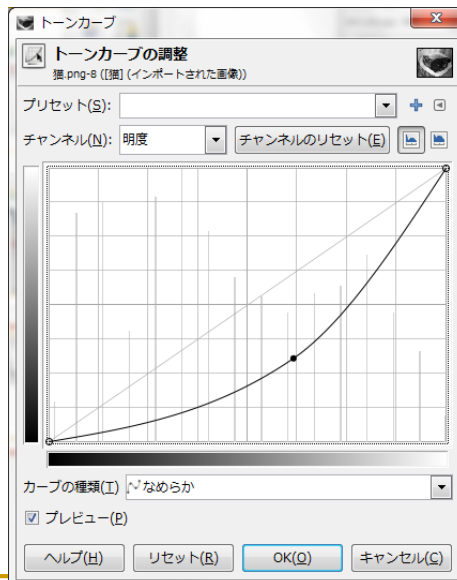 トーンカーブ
トーンカーブの調整
猫.png-8 ([猫] (インポートされた画像))
プリセット(S):
チャンネル(N): 明度 チャンネルのリセット(E)
カーブの種類(T) なめらか
プレビュー(P)
ヘルプ(H) リセット(R) OK(O) キャンセル(C)